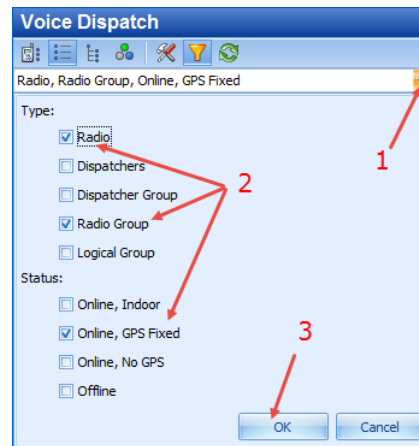 Voice Dispatch
Radio, Radio Group, Online, GPS Fixed
Type:
Radio
1
Dispatchers
Dispatcher Group
2
Radio Group
Logical Group
Status:
Online, Indoor
Online, GPS Fixed
3
Online, No GPS
Offline
OK Cancel